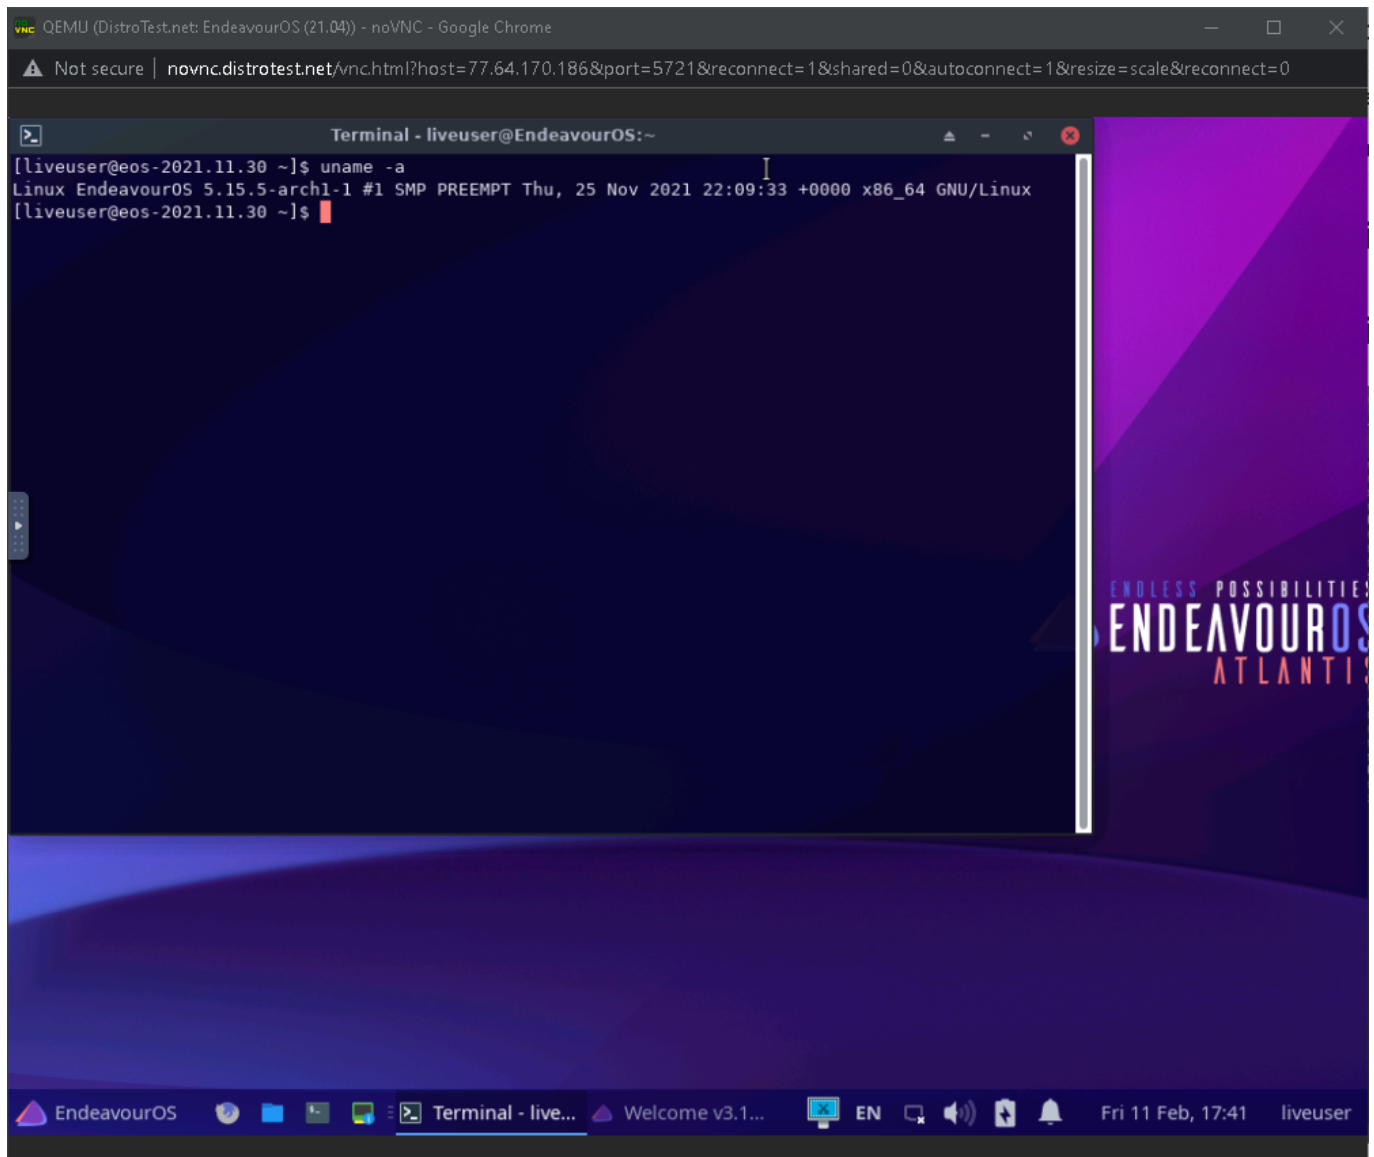 QEMU (DistroTest.net: EndeavourOS (21.04)) - noVNC - Google Chrome
Not secure | novnc.distrotest.net/vnc.html?host=77.64.170.186&port=5721&reconnect=1&shared=0&autoconnect=1&resize=scale&reconnect=0
Terminal - liveuser@EndeavourOS:~
[liveuser@eos-2021.11.30 ~]$ uname -a
Linux EndeavourOS 5.15.5-arch1-1 #1 SMP PREEMPT Thu, 25 Nov 2021 22:09:33 +0000 x86_64 GNU/Linux
[liveuser@eos-2021.11.30 ~]$
ENDLESS POSSIBILITIES
ENDEAVOUROS
ATLANTIS
EndeavourOS Terminal - live... Welcome v3.1... EN Fri 11 Feb, 17:41 liveuser